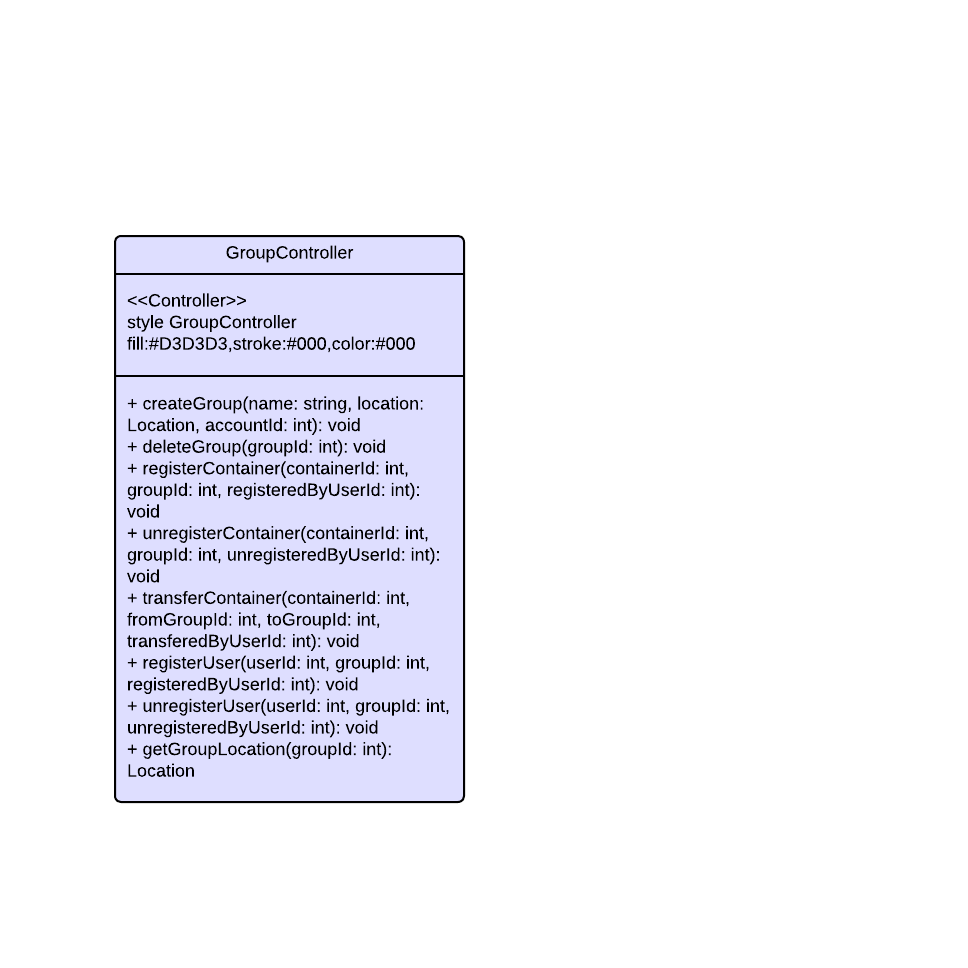 GroupController
<<Controller>>
style GroupController
fill:#D3D3D3,stroke:#000,color:#000
+ createGroup(name: string, location:
Location, accountId: int): void
+ deleteGroup(groupId: int): void
+ registerContainer(containerId: int,
groupId: int, registeredByUserId: int):
void
+ unregisterContainer(containerId: int,
groupId: int, unregisteredByUserId: int):
void
+ transferContainer(containerId: int,
fromGroupId: int, toGroupId: int,
transferedByUserId: int): void
+ registerUser(userId: int, groupId: int,
registeredByUserId: int): void
+ unregisterUser(userId: int, groupId: int,
unregisteredByUserId: int): void
+ getGroupLocation(groupId: int):
Location